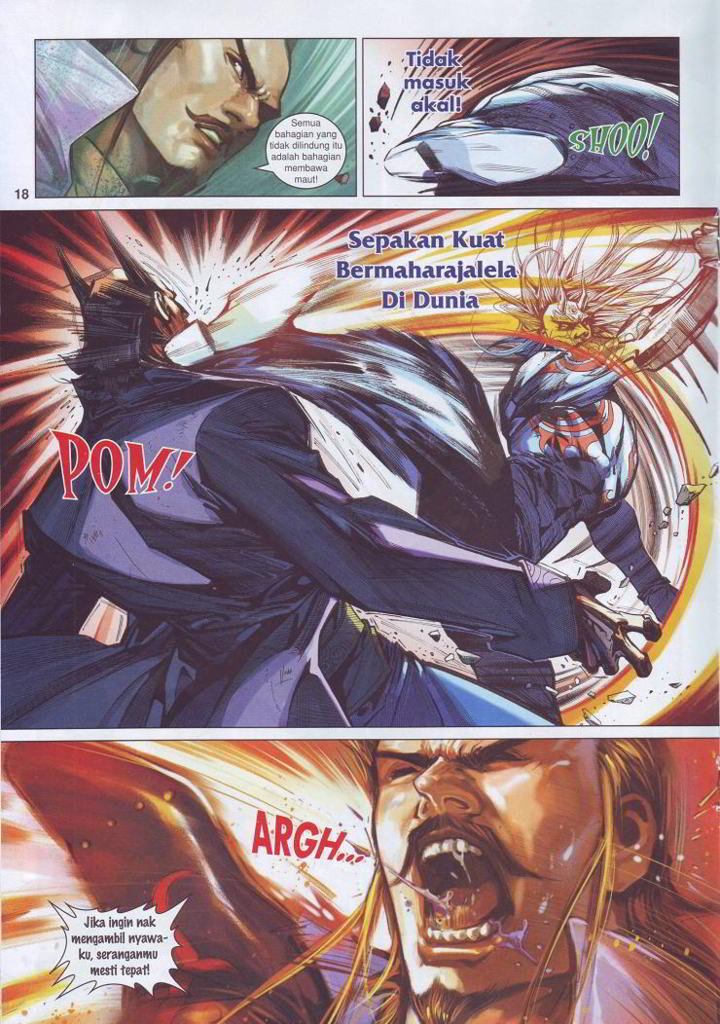 Semua
bahagian yang
tidak dilindung itu
adalah bahagian
membawa
maut!
Tidak
masuk
akal!
SHOO!
18
Sepakan Kuat
Bermaharajalela
Di Dunia
POM!
ARGH...
Jika ingin nak
mengambil nyawa-
ku, seranganmu
mesti tepat!